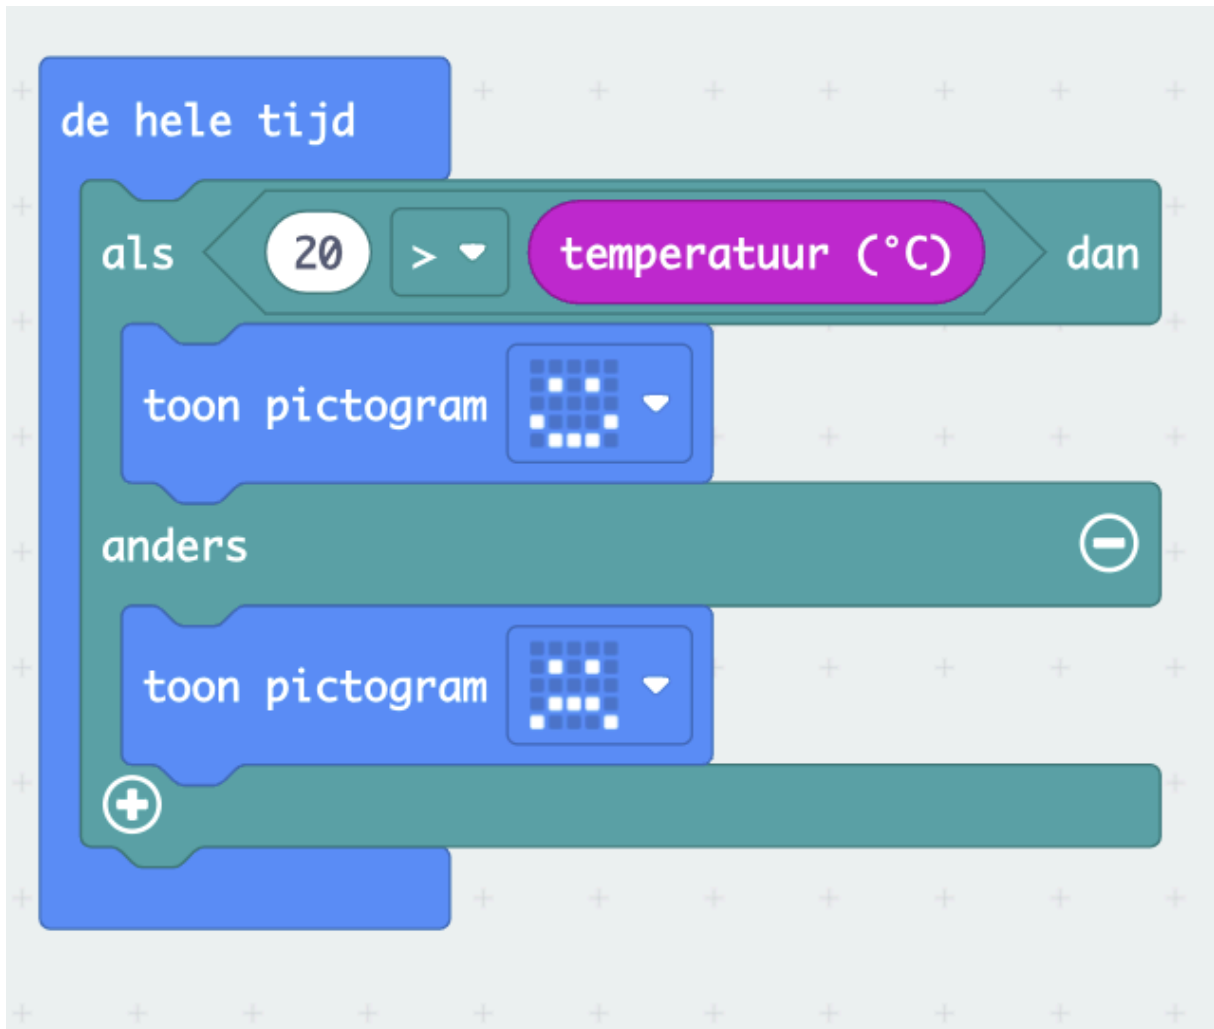 de hele tijd
als 20 > temperatuur (°C) dan
toon pictogram
anders
toon pictogram